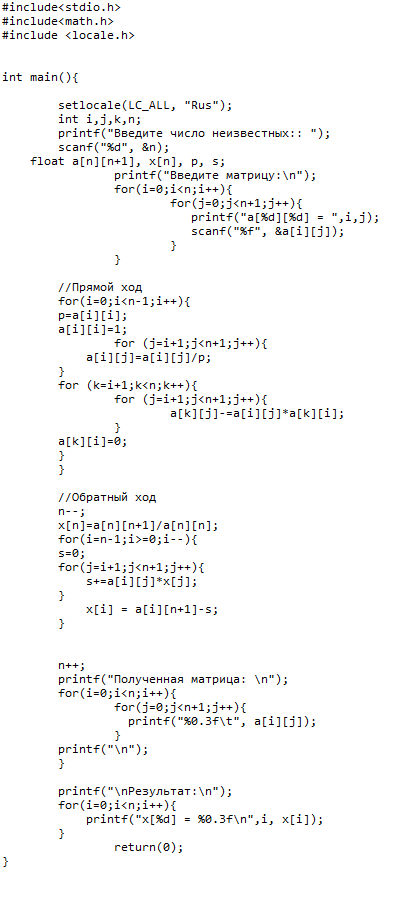 #include<stdio.h>
#include<math.h>
#include <locale.h>
int main(){
setlocale(LC_ALL, "Rus");
int i,j,k,n;
printf("Введите число неизвестных:: ");
scanf("%d", &n);
float a[n][n+1], x[n], p, s;
printf("Введите матрицу:\n");
for(i=0;i<n;i++){
for(j=0;j<n+1;j++){
printf("a[%d][%d] = ",i,j);
scanf("%f", &a[i][j]);
}
}
//Прямой ход
for(i=0;i<n-1;i++){
p=a[i][i];
a[i][i]=1;
for (j=i+1;j<n+1;j++){
a[i][j]=a[i][j]/p;
}
for (k=i+1;k<n;k++){
for (j=i+1;j<n+1;j++){
a[k][j]-=a[i][j]*a[k][i];
}
a[k][i]=0;
}
}
//Обратный ход
n--;
x[n]=a[n][n+1]/a[n][n];
for(i=n-1;i>=0;i--){
s=0;
for(j=i+1;j<n+1;j++){
s+=a[i][j]*x[j];
}
x[i] = a[i][n+1]-s;
}
n++;
printf("Полученная матрица: \n");
for(i=0;i<n;i++){
for(j=0;j<n+1;j++){
printf("%0.3f\t", a[i][j]);
}
printf("\n");
}
printf("\nРезультат:\n");
for(i=0;i<n;i++){
printf("x[%d] = %0.3f\n",i, x[i]);
}
return(0);
}